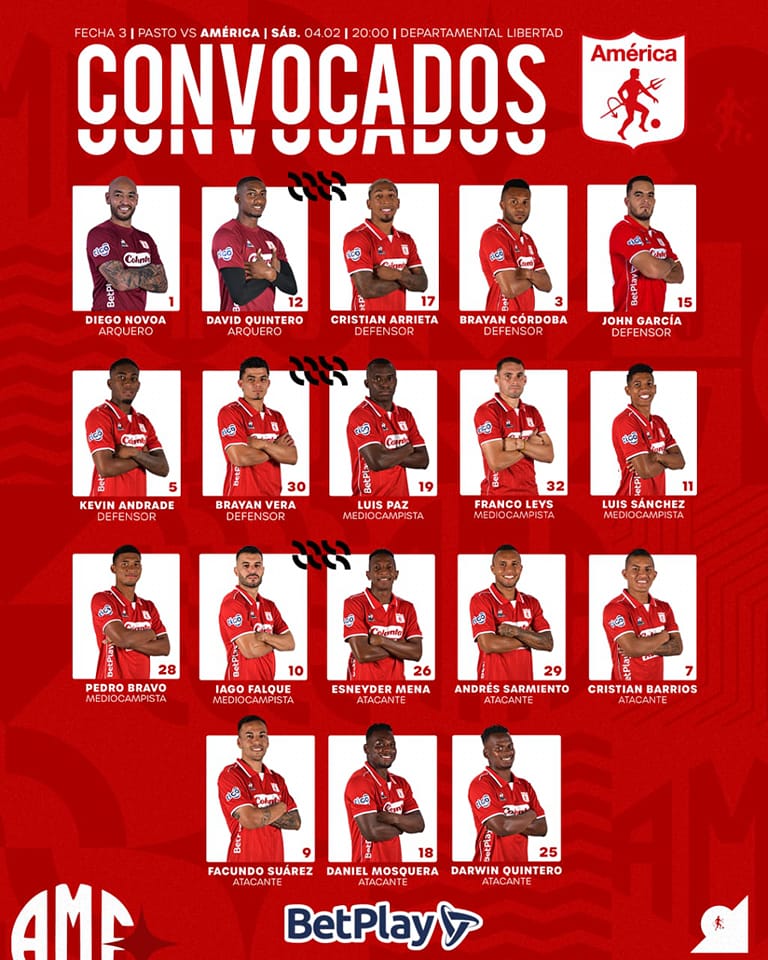 FECHA 3 | PASTO VS AMÉRICA | SÁB. 04.02 | 20:00 | DEPARTAMENTAL LIBERTAD
CONVOCADOS
América
1
DIEGO NOVOA
ARQUERO
12
DAVID QUINTERO
ARQUERO
17
CRISTIAN ARRIETA
DEFENSOR
3
BRAYAN CÓRDOBA
DEFENSOR
15
JOHN GARCÍA
DEFENSOR
5
KEVIN ANDRADE
DEFENSOR
30
BRAYAN VERA
DEFENSOR
19
LUIS PAZ
MEDIOCAMPISTA
32
FRANCO LEYS
MEDIOCAMPISTA
11
LUIS SÁNCHEZ
MEDIOCAMPISTA
28
PEDRO BRAVO
MEDIOCAMPISTA
10
IAGO FALQUE
MEDIOCAMPISTA
26
ESNEYDER MENA
ATACANTE
29
ANDRÉS SARMIENTO
ATACANTE
7
CRISTIAN BARRIOS
ATACANTE
9
FACUNDO SUÁREZ
ATACANTE
18
DANIEL MOSQUERA
ATACANTE
25
DARWIN QUINTERO
ATACANTE
AME
BetPlay